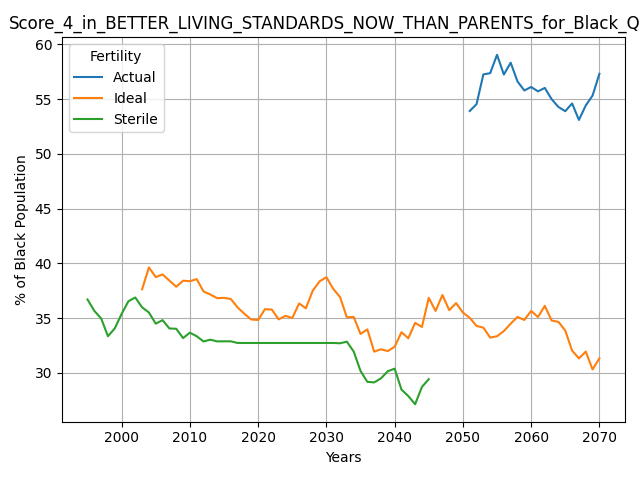 Score_4_in_BETTER_LIVING_STANDARDS_NOW_THAN_PARENTS_for_Black_Q
Fertility
Actual
Ideal
Sterile
% of Black Population
60
55
50
45
40
35
30
2000 2010 2020 2030 2040 2050 2060 2070
Years